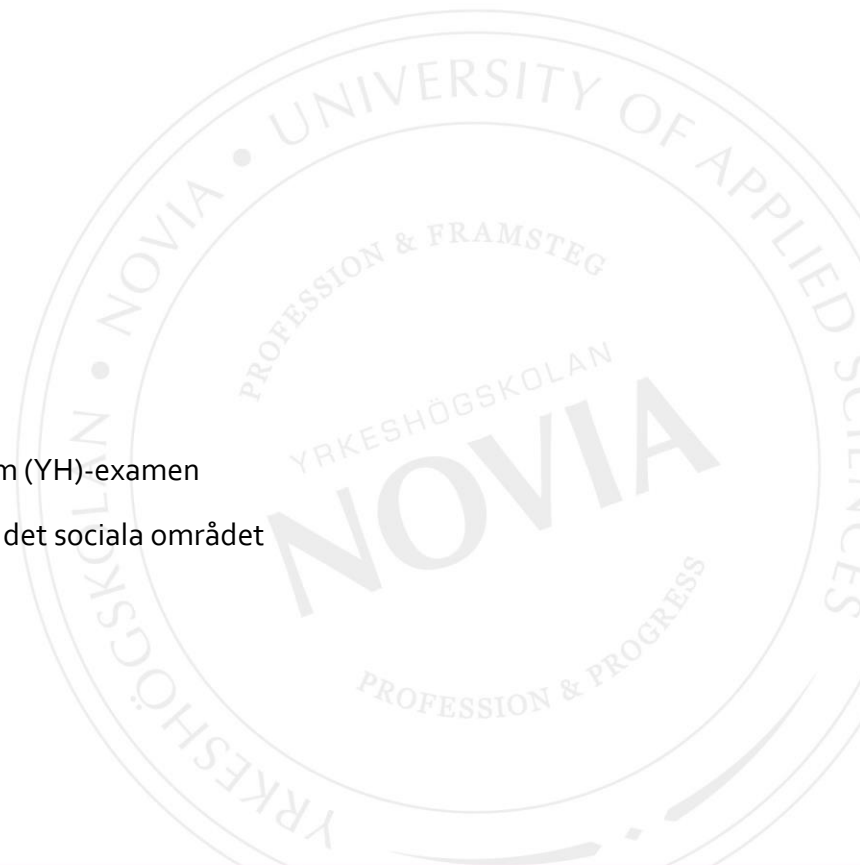 UNIVERSITY OF APPLIED SCIENCES
YRKESHÖGSKOLAN • NOVIA •
PROFESSION & FRAMSTEG
YRKESHÖGSKOLAN
NOVIA
PROFESSION & PROGRESS
m (YH)-examen
det sociala området